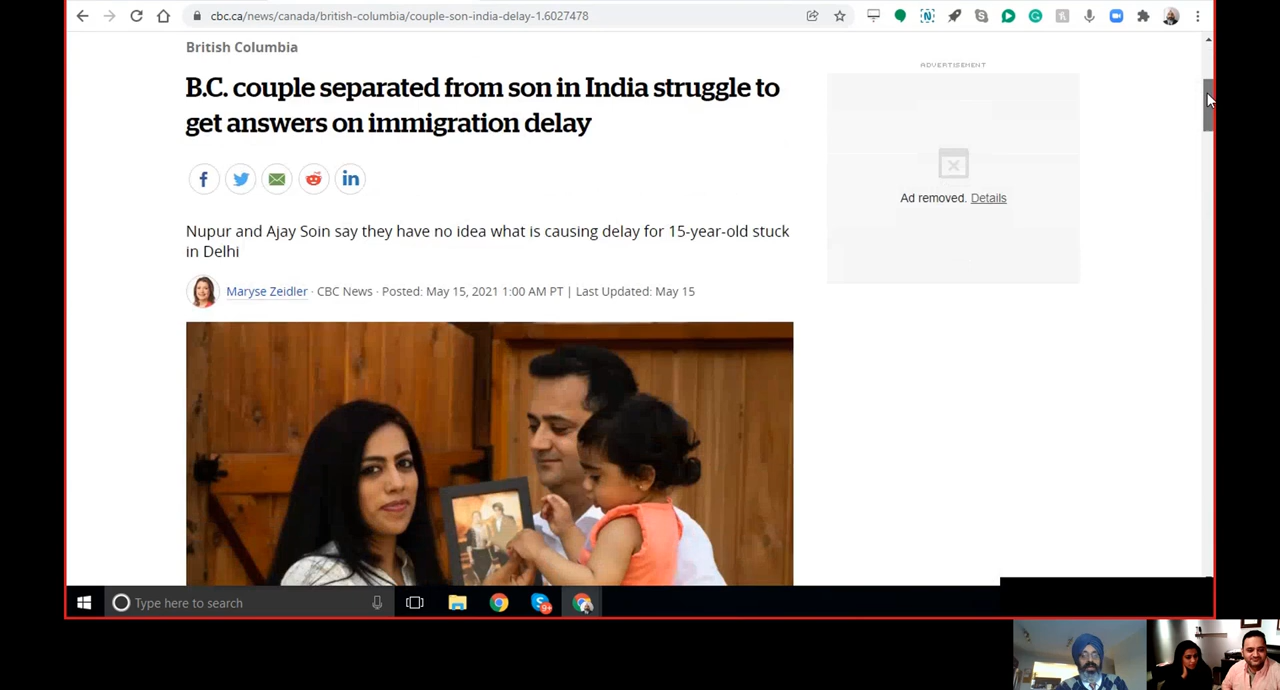 cbc.ca/news/canada/british-columbia/couple-son-india-delay-1.6027478
British Columbia
ADVERTISEMENT
B.C. couple separated from son in India struggle to
get answers on immigration delay
Ad removed. Details
Nupur and Ajay Soin say they have no idea what is causing delay for 15-year-old stuck
in Delhi
Maryse Zeidler · CBC News · Posted: May 15, 2021 1:00 AM PT | Last Updated: May 15
Type here to search